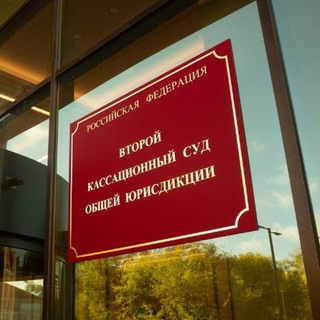 РОССИЙСКАЯ ФЕДЕРАЦИЯ
ВТОРОЙ
КАССАЦИОННЫЙ СУД
ОБЩЕЙ ЮРИСДИКЦИИ